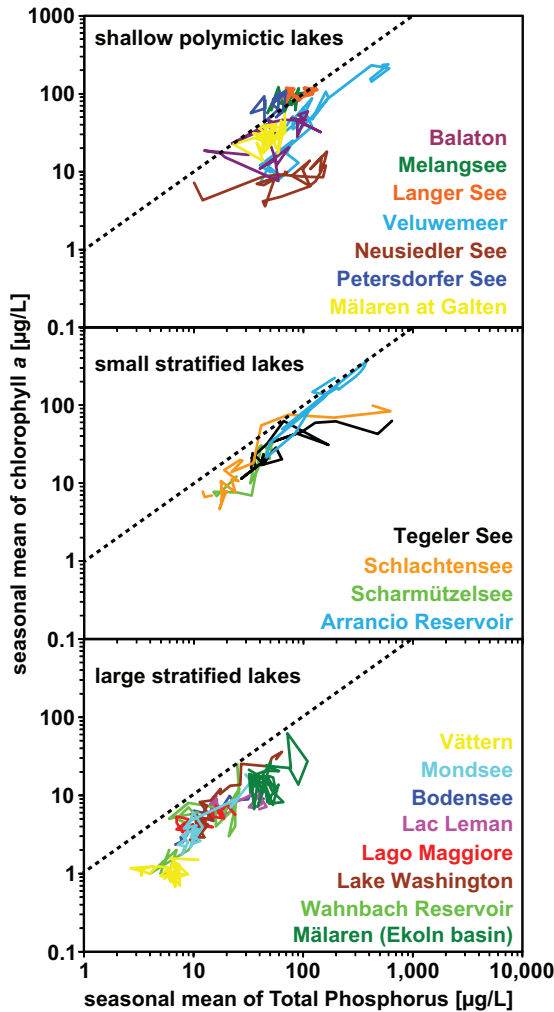 1000
shallow polymictic lakes
100
10
1
0.1
Balaton
Melangsee
Langer See
Veluwemeer
Neusiedler See
Petersdorfer See
Mälaren at Galten
seasonal mean of chlorophyll a [µg/L]
small stratified lakes
100
10
1
0.1
Tegeler See
Schlachtensee
Scharmützelsee
Arrancio Reservoir
large stratified lakes
100
10
1
0.1
Vättern
Mondsee
Bodensee
Lac Leman
Lago Maggiore
Lake Washington
Wahnbach Reservoir
Mälaren (Ekoln basin)
1 10 100 1,000 10,000
seasonal mean of Total Phosphorus [µg/L]